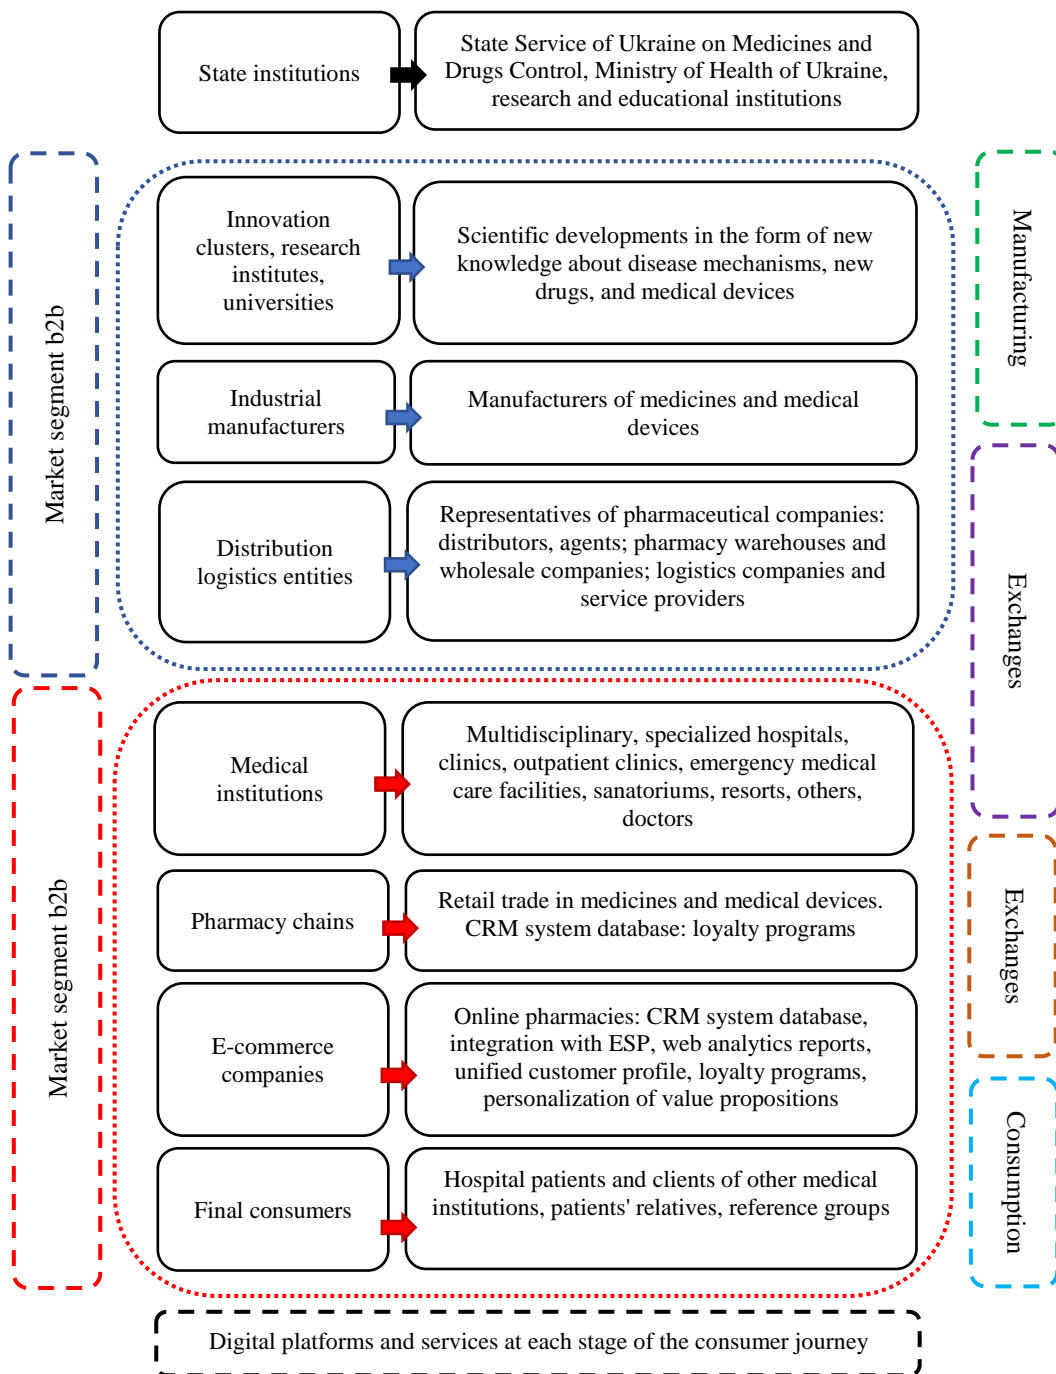 State institutions
State Service of Ukraine on Medicines and
Drugs Control, Ministry of Health of Ukraine,
research and educational institutions
Market segment b2b
Innovation
clusters, research
institutes,
universities
Scientific developments in the form of new
knowledge about disease mechanisms, new
drugs, and medical devices
Manufacturing
Industrial
manufacturers
Manufacturers of medicines and medical
devices
Distribution
logistics entities
Representatives of pharmaceutical companies:
distributors, agents; pharmacy warehouses and
wholesale companies; logistics companies and
service providers
Exchanges
Market segment b2b
Medical
institutions
Multidisciplinary, specialized hospitals,
clinics, outpatient clinics, emergency medical
care facilities, sanatoriums, resorts, others,
doctors
Pharmacy chains
Retail trade in medicines and medical devices.
CRM system database: loyalty programs
Exchanges
E-commerce
companies
Online pharmacies: CRM system database,
integration with ESP, web analytics reports,
unified customer profile, loyalty programs,
personalization of value propositions
Final consumers
Hospital patients and clients of other medical
institutions, patients' relatives, reference groups
Consumption
Digital platforms and services at each stage of the consumer journey